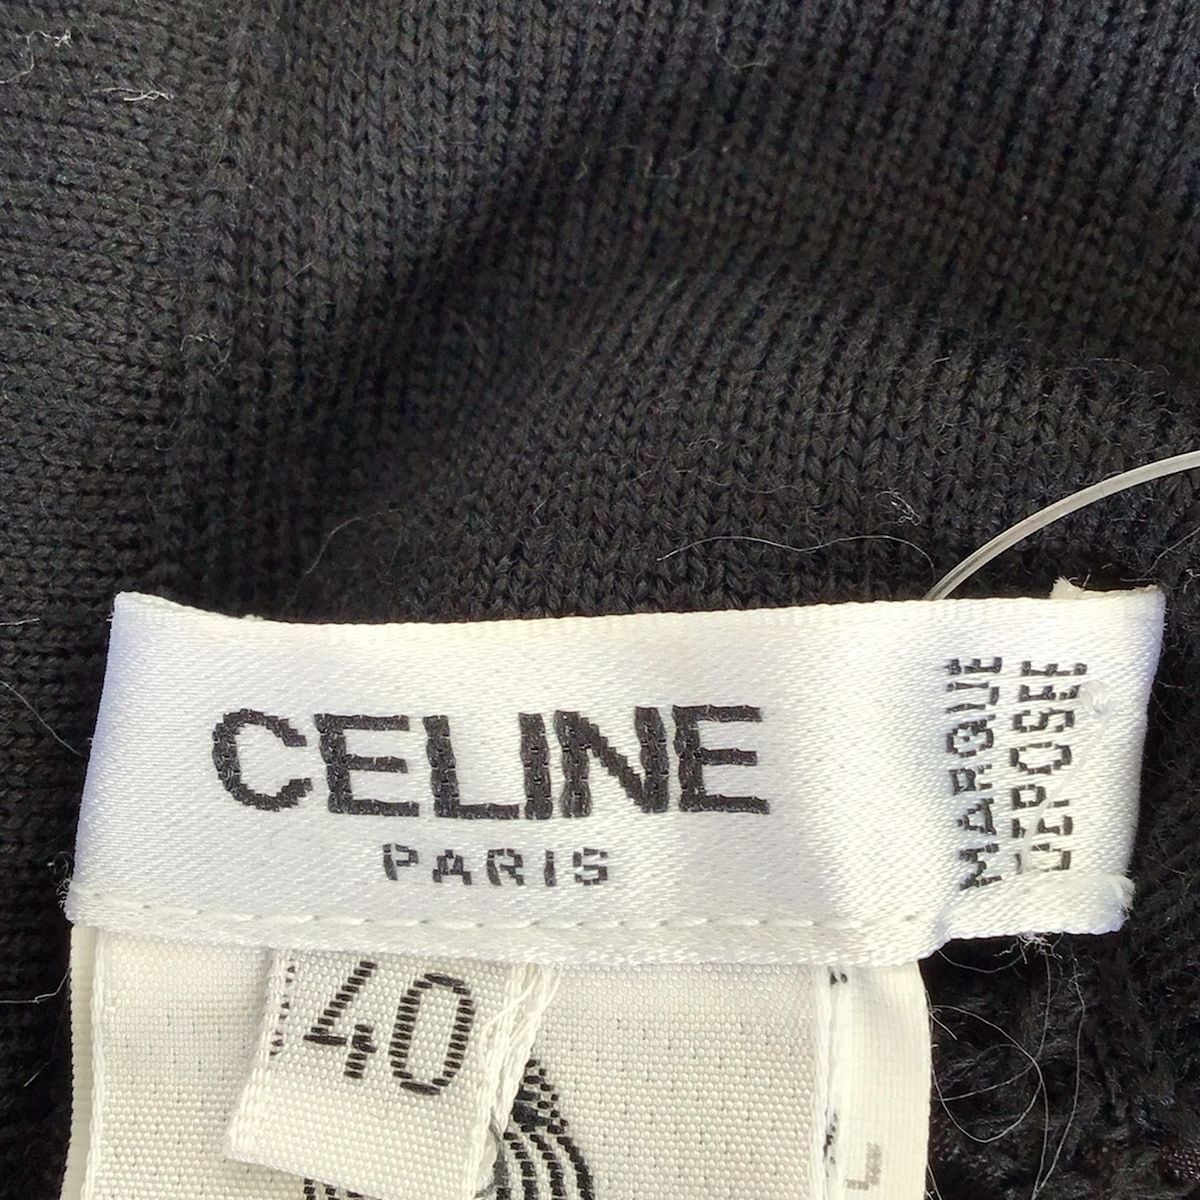 CELINE
PARIS
MARQUE
DEPOSEE
40